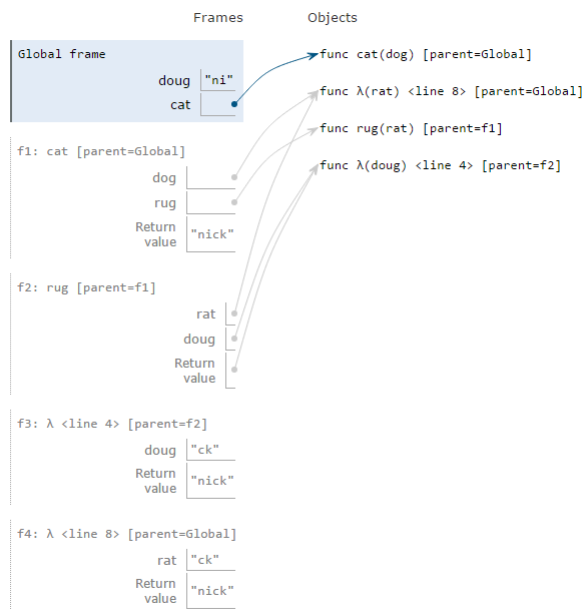 Frames Objects
Global frame
doug "ni"
cat
func cat(dog) [parent=Global]
func λ(rat) <line 8> [parent=Global]
func rug(rat) [parent=f1]
func λ(doug) <line 4> [parent=f2]
f1: cat [parent=Global]
dog
rug
Return
value "nick"
f2: rug [parent=f1]
rat
doug
Return
value
f3: λ <line 4> [parent=f2]
doug "ck"
Return
value "nick"
f4: λ <line 8> [parent=Global]
rat "ck"
Return
value "nick"